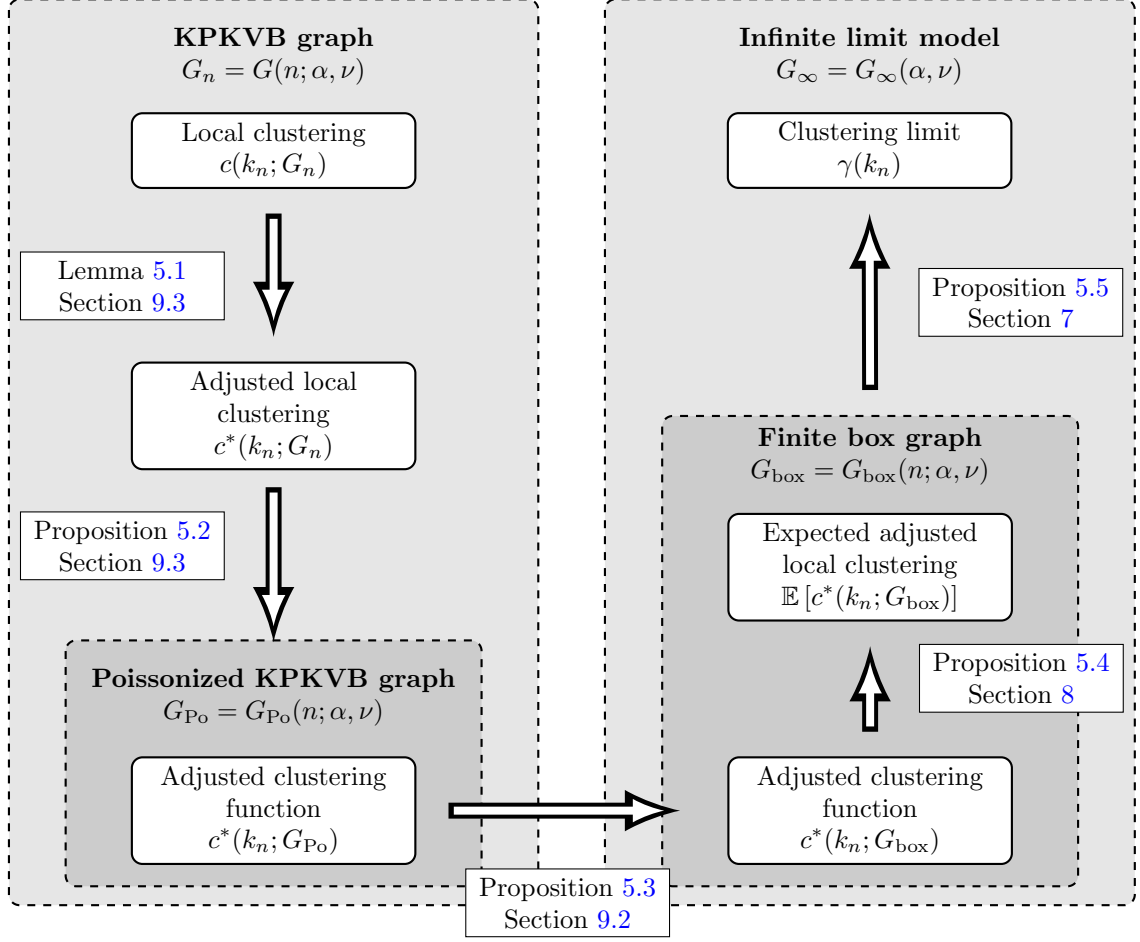 KPKVB graph
G_n = G(n; α, ν)
Local clustering
c(k_n; G_n)
Lemma 5.1
Section 9.3
Adjusted local
clustering
c*(k_n; G_n)
Proposition 5.2
Section 9.3
Poissonized KPKVB graph
G_Po = G_Po(n; α, ν)
Adjusted clustering
function
c*(k_n; G_Po)
Proposition 5.3
Section 9.2
Infinite limit model
G_∞ = G_∞(α, ν)
Clustering limit
γ(k_n)
Proposition 5.5
Section 7
Finite box graph
G_box = G_box(n; α, ν)
Expected adjusted
local clustering
𝔼 [c*(k_n; G_box)]
Proposition 5.4
Section 8
Adjusted clustering
function
c*(k_n; G_box)